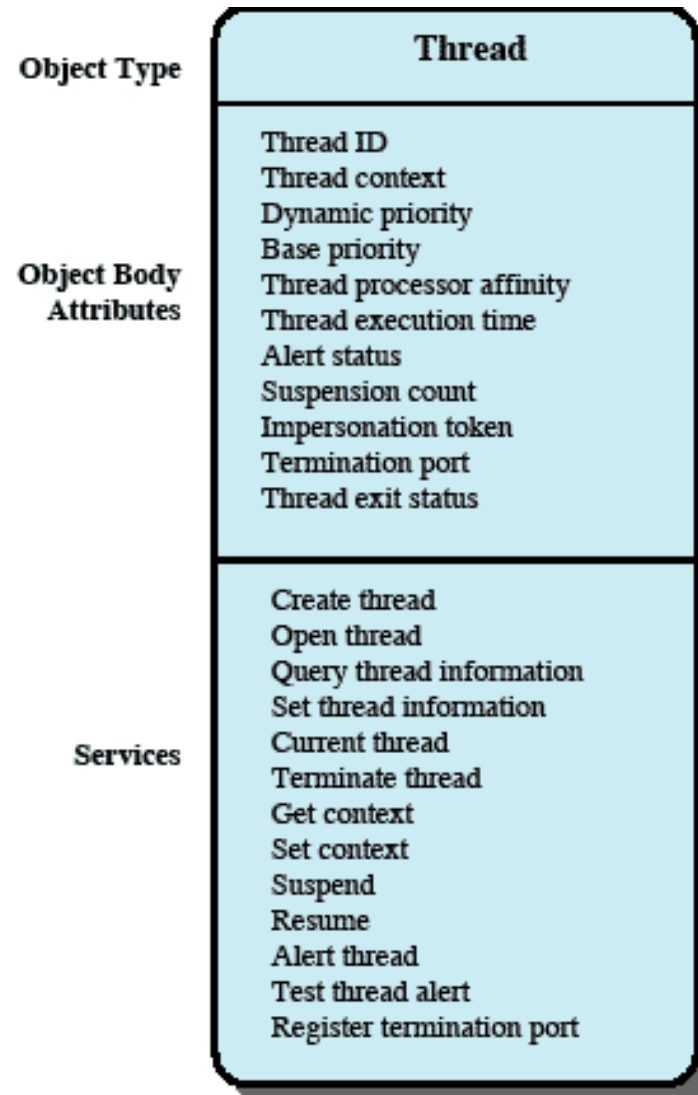 Object Type
Thread
Object Body
Attributes
Thread ID
Thread context
Dynamic priority
Base priority
Thread processor affinity
Thread execution time
Alert status
Suspension count
Impersonation token
Termination port
Thread exit status
Services
Create thread
Open thread
Query thread information
Set thread information
Current thread
Terminate thread
Get context
Set context
Suspend
Resume
Alert thread
Test thread alert
Register termination port